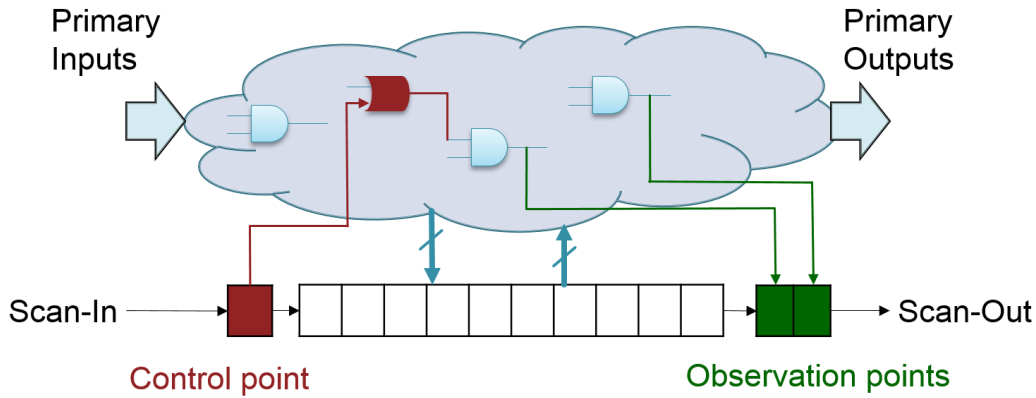 Primary
Inputs
Primary
Outputs
Scan-In
Scan-Out
Control point
Observation points